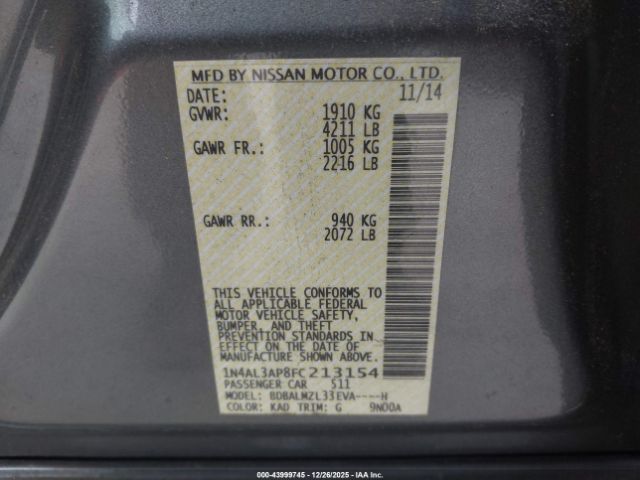 MFD BY NISSAN MOTOR CO., LTD.
DATE: 11/14
GVWR: 1910 KG
4211 LB
GAWR FR.: 1005 KG
2216 LB
GAWR RR.: 940 KG
2072 LB
THIS VEHICLE CONFORMS TO
ALL APPLICABLE FEDERAL
MOTOR VEHICLE SAFETY,
BUMPER, AND THEFT
PREVENTION STANDARDS IN
EFFECT ON THE DATE OF
MANUFACTURE SHOWN ABOVE.
1N4AL3AP8FC213154
PASSENGER CAR 511
MODEL: BDBALMZL33EVA----H
COLOR: KAD TRIM: G 9N00A
000-43999745 • 12/26/2025 - IAAI, Inc.